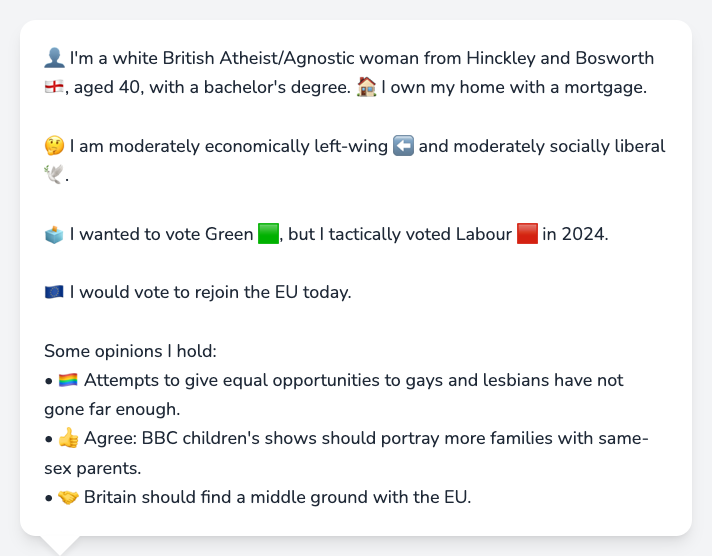 👤 I'm a white British Atheist/Agnostic woman from Hinckley and Bosworth
🏴󠁧󠁢󠁥󠁮󠁧󠁿, aged 40, with a bachelor's degree. 🏠 I own my home with a mortgage.
🤔 I am moderately economically left-wing ⬅️ and moderately socially liberal
🕊️.
🗳️ I wanted to vote Green 🟩, but I tactically voted Labour 🟥 in 2024.
🇪🇺 I would vote to rejoin the EU today.
Some opinions I hold:
• 🏳️‍🌈 Attempts to give equal opportunities to gays and lesbians have not
gone far enough.
• 👍 Agree: BBC children's shows should portray more families with same-
sex parents.
• 🤝 Britain should find a middle ground with the EU.